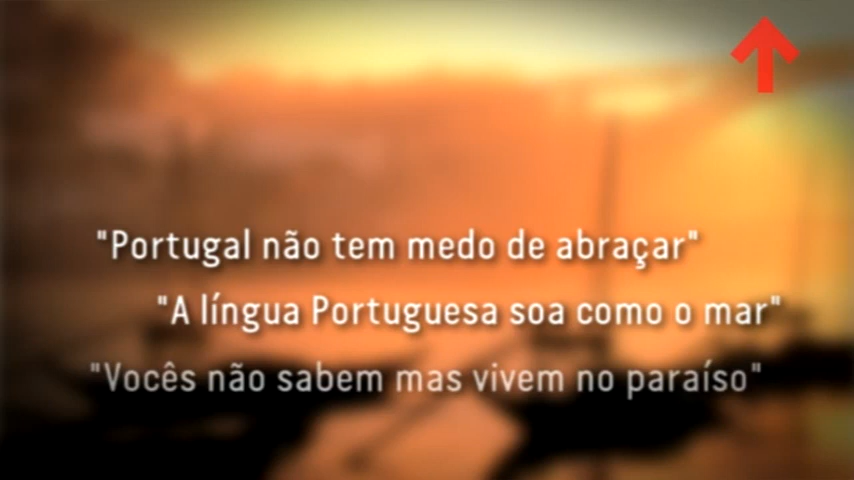 "Portugal não tem medo de abraçar"
"A língua Portuguesa soa como o mar"
"Vocês não sabem mas vivem no paraíso"